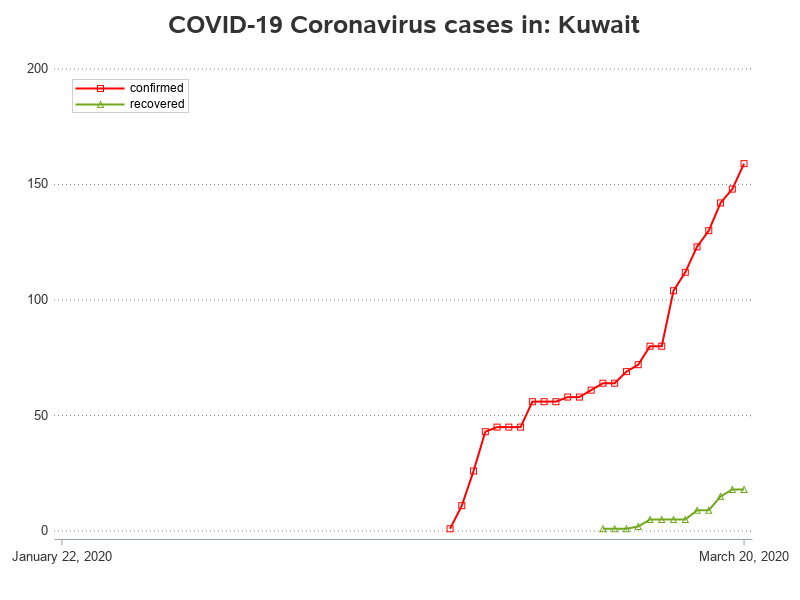 COVID-19 Coronavirus cases in: Kuwait
200
confirmed
recovered
150
100
50
0
January 22, 2020
March 20, 2020